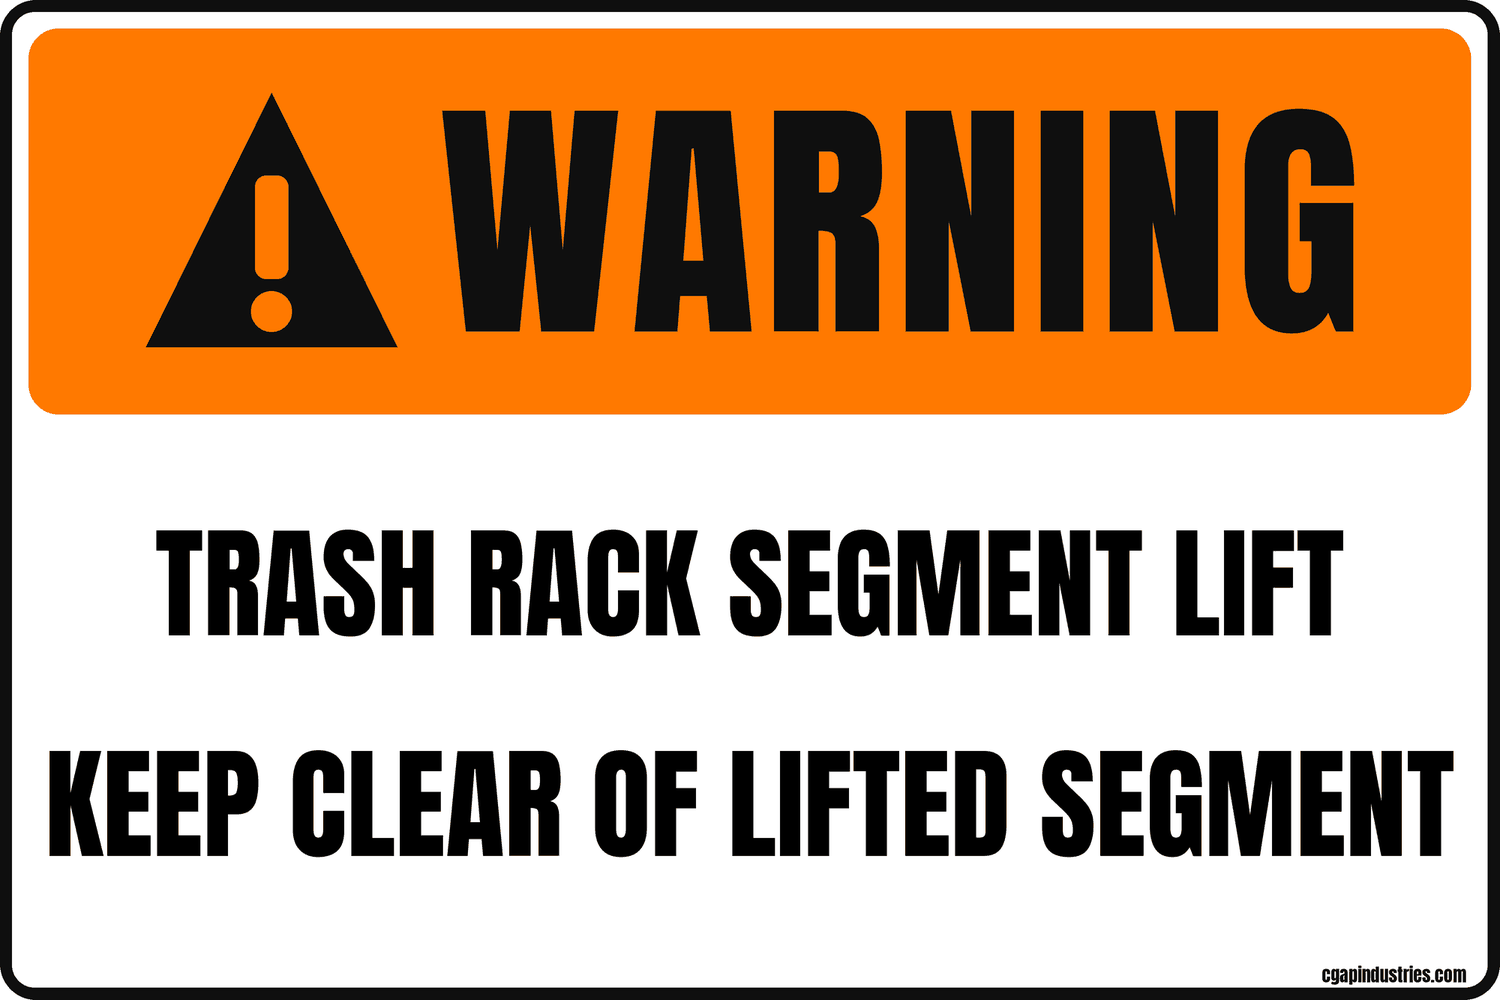 WARNING
TRASH RACK SEGMENT LIFT
KEEP CLEAR OF LIFTED SEGMENT
cgapindustries.com